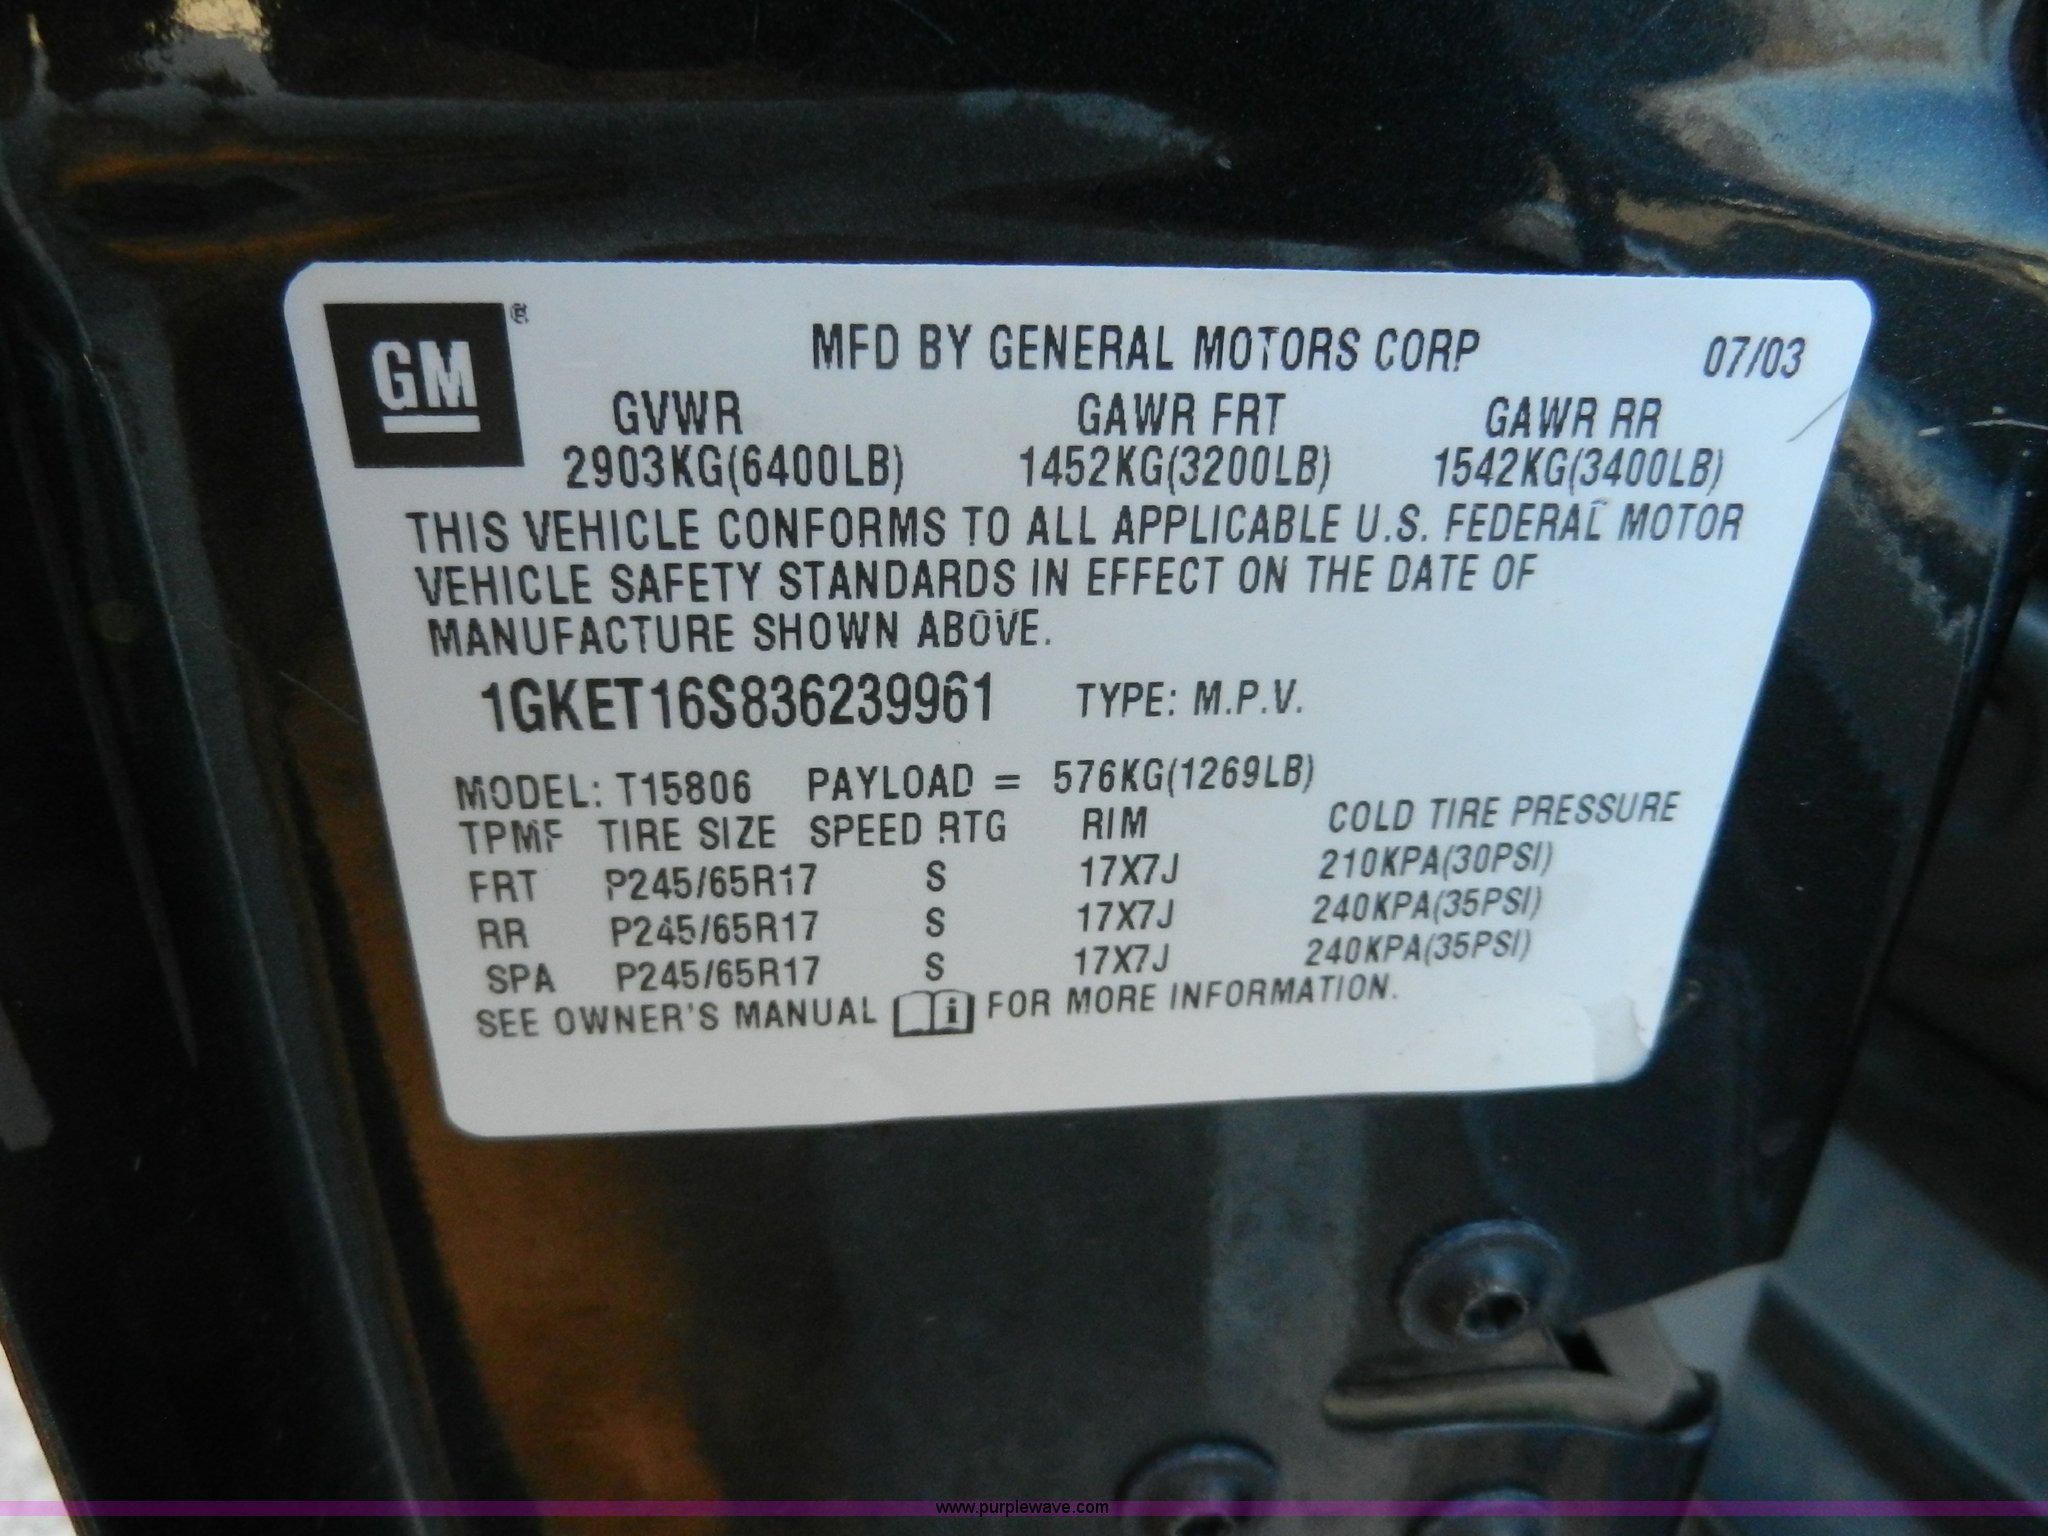 GM ®
MFD BY GENERAL MOTORS CORP 07/03
GVWR GAWR FRT GAWR RR
2903KG(6400LB) 1452KG(3200LB) 1542KG(3400LB)
THIS VEHICLE CONFORMS TO ALL APPLICABLE U.S. FEDERAL MOTOR
VEHICLE SAFETY STANDARDS IN EFFECT ON THE DATE OF
MANUFACTURE SHOWN ABOVE.
1GKET16S836239961 TYPE: M.P.V.
MODEL: T15806 PAYLOAD = 576KG(1269LB)
TPMF TIRE SIZE SPEED RTG RIM COLD TIRE PRESSURE
FRT P245/65R17 S 17X7J 210KPA(30PSI)
RR P245/65R17 S 17X7J 240KPA(35PSI)
SPA P245/65R17 S 17X7J 240KPA(35PSI)
SEE OWNER'S MANUAL i FOR MORE INFORMATION.
www.purplewave.com